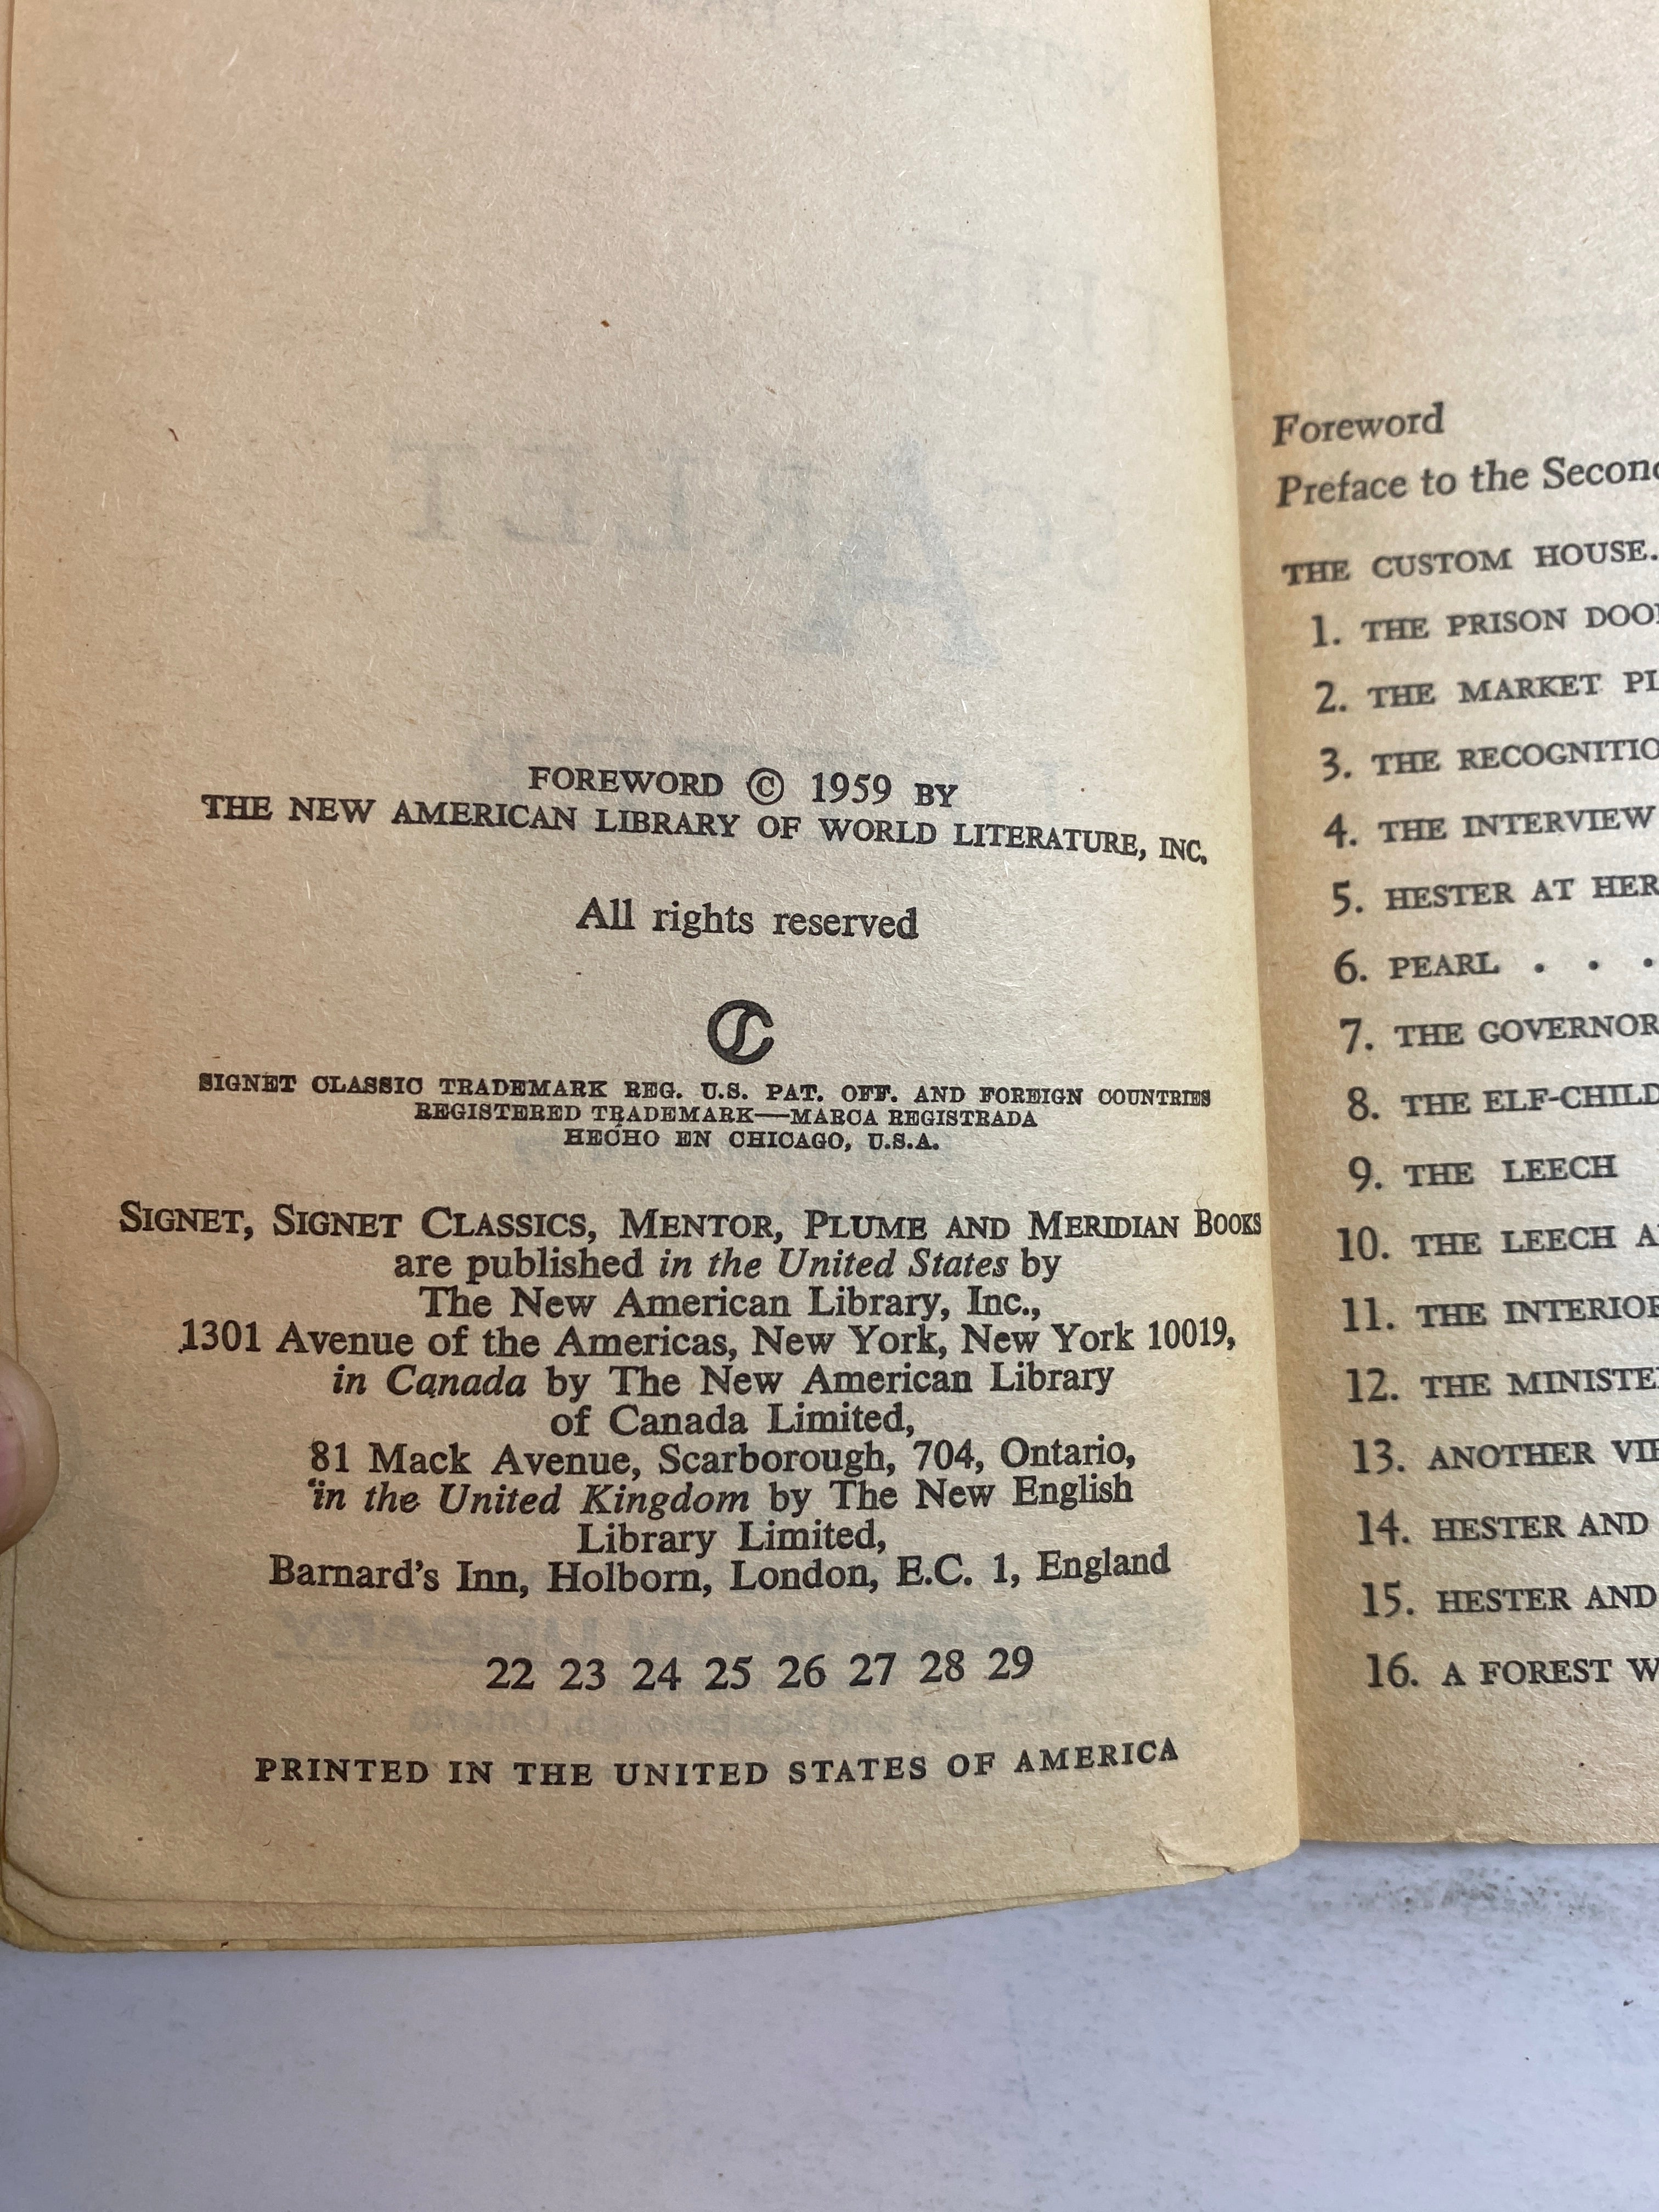 FOREWORD © 1959 BY
THE NEW AMERICAN LIBRARY OF WORLD LITERATURE, INC.
All rights reserved
SIGNET CLASSIC TRADEMARK REG. U.S. PAT. OFF. AND FOREIGN COUNTRIES
REGISTERED TRADEMARK—MARCA REGISTRADA
HECHO EN CHICAGO, U.S.A.
SIGNET, SIGNET CLASSICS, MENTOR, PLUME AND MERIDIAN BOOKS
are published in the United States by
The New American Library, Inc.,
1301 Avenue of the Americas, New York, New York 10019,
in Canada by The New American Library
of Canada Limited,
81 Mack Avenue, Scarborough, 704, Ontario,
in the United Kingdom by The New English
Library Limited,
Barnard's Inn, Holborn, London, E.C. 1, England
22 23 24 25 26 27 28 29
PRINTED IN THE UNITED STATES OF AMERICA
Foreword
Preface to the Secon
THE CUSTOM HOUSE.
1. THE PRISON DOO
2. THE MARKET PL
3. THE RECOGNITIO
4. THE INTERVIEW
5. HESTER AT HER
6. PEARL . . .
7. THE GOVERNOR
8. THE ELF-CHILD
9. THE LEECH
10. THE LEECH A
11. THE INTERIOR
12. THE MINISTE
13. ANOTHER VI
14. HESTER AND
15. HESTER AND
16. A FOREST W